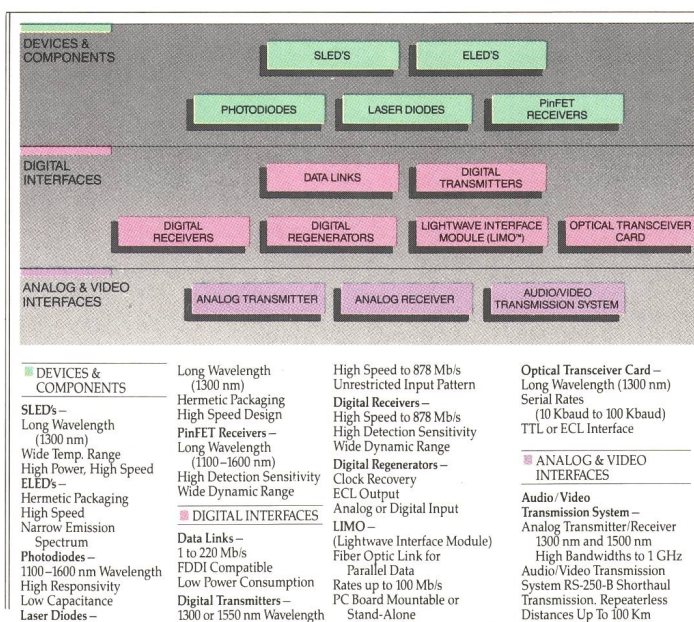 DEVICES &
COMPONENTS
SLED'S
ELED'S
PHOTODIODES
LASER DIODES
PinFET
RECEIVERS
DIGITAL
INTERFACES
DATA LINKS
DIGITAL
TRANSMITTERS
DIGITAL
RECEIVERS
DIGITAL
REGENERATORS
LIGHTWAVE INTERFACE
MODULE (LIMO™)
OPTICAL TRANSCEIVER
CARD
ANALOG & VIDEO
INTERFACES
ANALOG TRANSMITTER
ANALOG RECEIVER
AUDIO/VIDEO
TRANSMISSION SYSTEM
DEVICES &
COMPONENTS
SLED's –
Long Wavelength
(1300 nm)
Wide Temp. Range
High Power, High Speed
ELED's –
Hermetic Packaging
High Speed
Narrow Emission
Spectrum
Photodiodes –
1100–1600 nm Wavelength
High Responsivity
Low Capacitance
Laser Diodes –
Long Wavelength
(1300 nm)
Hermetic Packaging
High Speed Design
PinFET Receivers –
Long Wavelength
(1100–1600 nm)
High Detection Sensitivity
Wide Dynamic Range
DIGITAL INTERFACES
Data Links –
1 to 220 Mb/s
FDDI Compatible
Low Power Consumption
Digital Transmitters –
1300 or 1550 nm Wavelength
High Speed to 878 Mb/s
Unrestricted Input Pattern
Digital Receivers –
High Speed to 878 Mb/s
High Detection Sensitivity
Wide Dynamic Range
Digital Regenerators –
Clock Recovery
ECL Output
Analog or Digital Input
LIMO –
(Lightwave Interface Module)
Fiber Optic Link for
Parallel Data
Rates up to 100 Mb/s
PC Board Mountable or
Stand-Alone
Optical Transceiver Card –
Long Wavelength (1300 nm)
Serial Rates
(10 Kbaud to 100 Kbaud)
TTL or ECL Interface
ANALOG & VIDEO
INTERFACES
Audio/Video
Transmission System –
Analog Transmitter/Receiver
1300 nm and 1500 nm
High Bandwidths to 1 GHz
Audio/Video Transmission
System RS-250-B Shorthaul
Transmission. Repeaterless
Distances Up To 100 Km